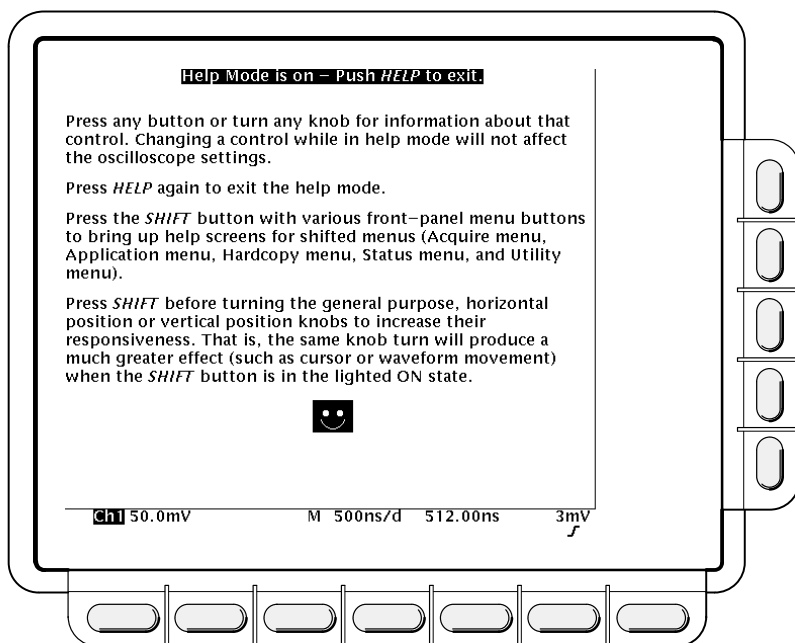 Help Mode is on – Push HELP to exit.
Press any button or turn any knob for information about that
control. Changing a control while in help mode will not affect
the oscilloscope settings.
Press HELP again to exit the help mode.
Press the SHIFT button with various front–panel menu buttons
to bring up help screens for shifted menus (Acquire menu,
Application menu, Hardcopy menu, Status menu, and Utility
menu).
Press SHIFT before turning the general purpose, horizontal
position or vertical position knobs to increase their
responsiveness. That is, the same knob turn will produce a
much greater effect (such as cursor or waveform movement)
when the SHIFT button is in the lighted ON state.
Ch1 50.0mV M 500ns/d 512.00ns 3mV